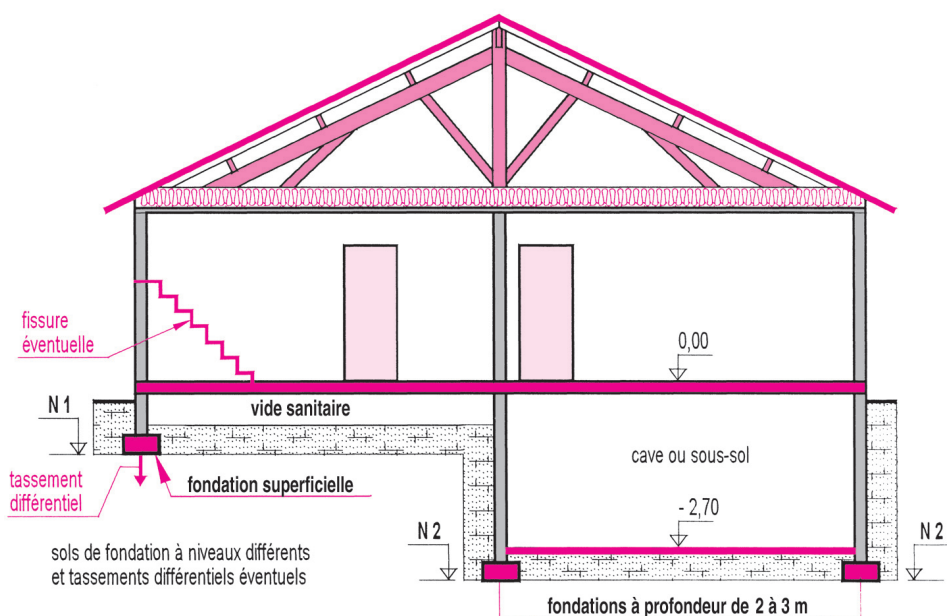 fissure
éventuelle
0,00
N 1
vide sanitaire
cave ou sous-sol
tassement
différentiel
fondation superficielle
- 2,70
N 2
N 2
sols de fondation à niveaux différents
et tassements différentiels éventuels
fondations à profondeur de 2 à 3 m